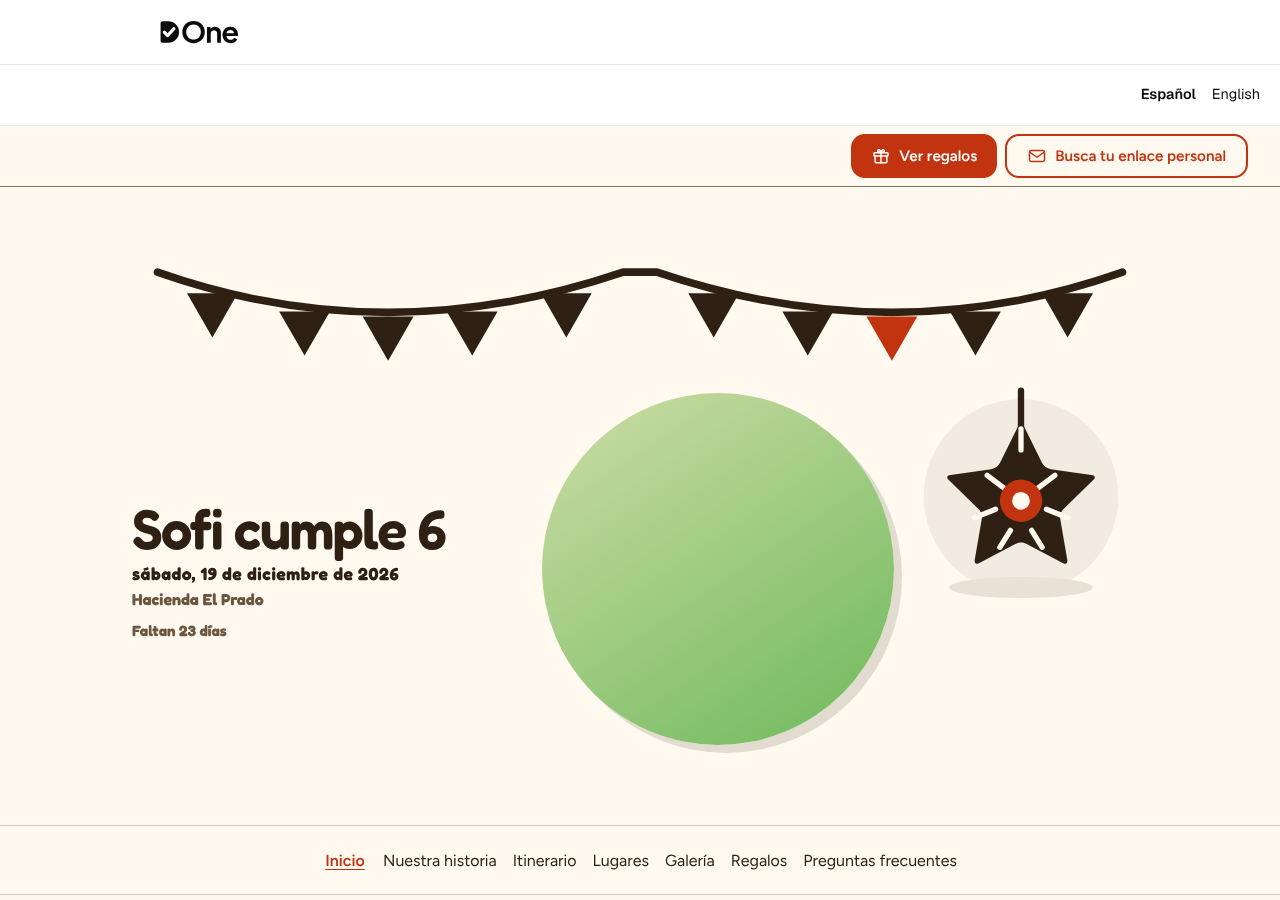 One
Español English
Ver regalos Busca tu enlace personal
Sofi cumple 6
sábado, 19 de diciembre de 2026
Hacienda El Prado
Faltan 23 días
Inicio Nuestra historia Itinerario Lugares Galería Regalos Preguntas frecuentes